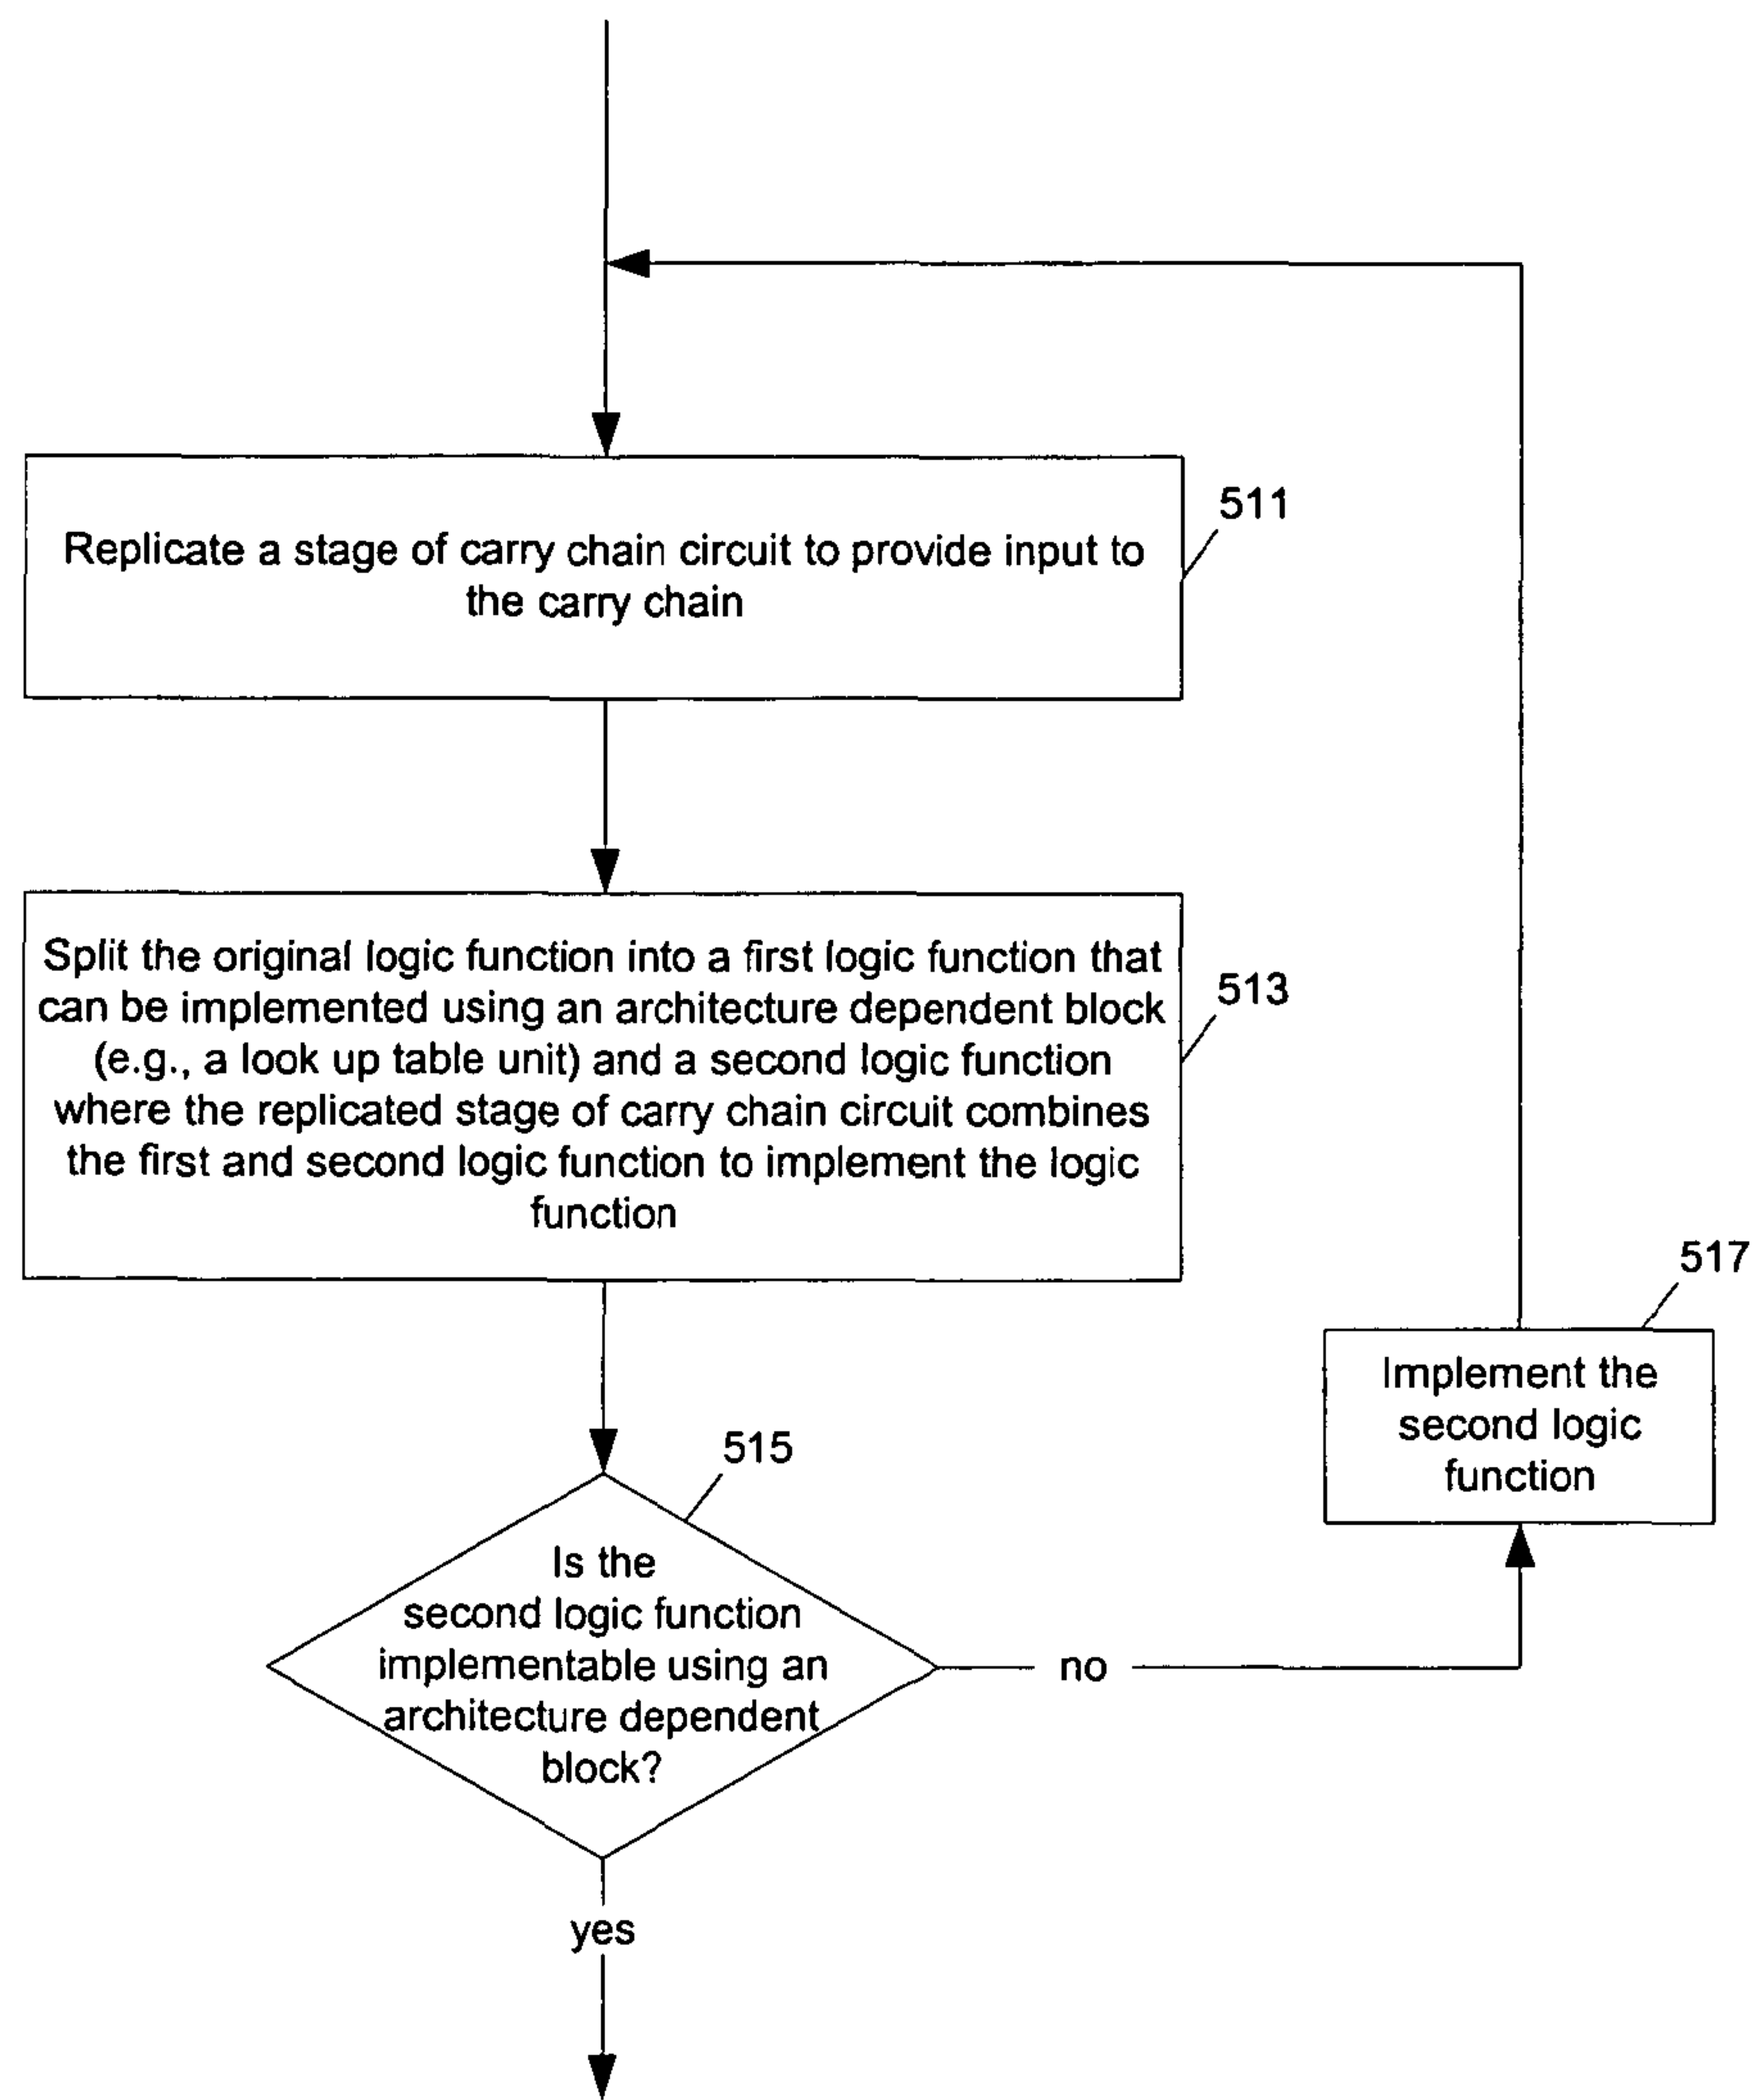 Replicate a stage of carry chain circuit to provide input to
the carry chain
511
Split the original logic function into a first logic function that
can be implemented using an architecture dependent block
(e.g., a look up table unit) and a second logic function
where the replicated stage of carry chain circuit combines
the first and second logic function to implement the logic
function
513
517
Implement the
second logic
function
515
Is the
second logic function
implementable using an
architecture dependent
block?
no
yes